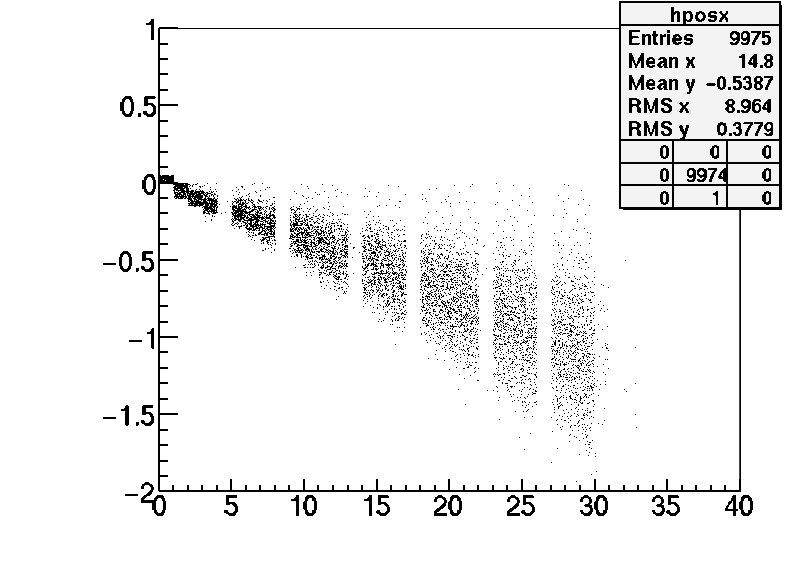 hposx
Entries 9975
Mean x 14.8
Mean y −0.5387
RMS x 8.964
RMS y 0.3779
0 0 0
0 9974 0
0 1 0
1
0.5
0
−0.5
−1
−1.5
−2
0 5 10 15 20 25 30 35 40